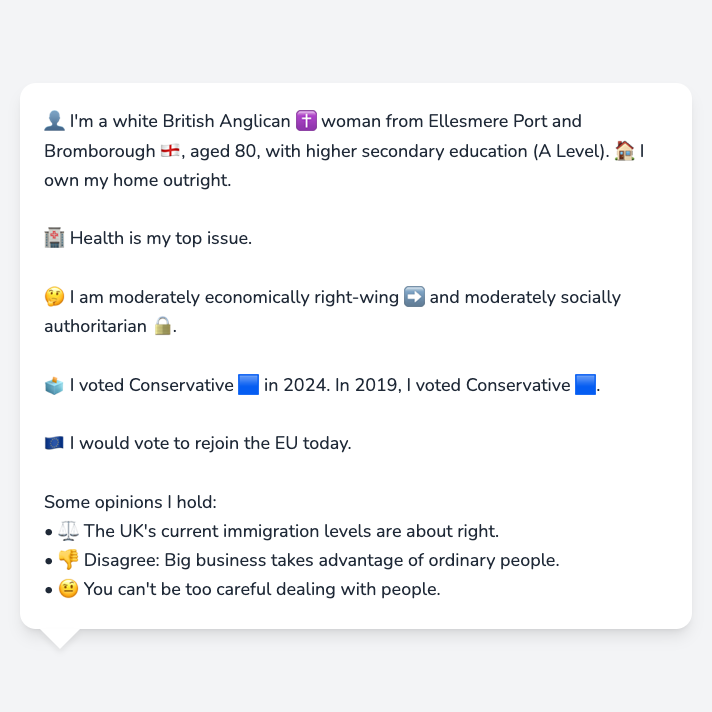 👤 I'm a white British Anglican ✝️ woman from Ellesmere Port and
Bromborough 🏴󠁧󠁢󠁥󠁮󠁧󠁿, aged 80, with higher secondary education (A Level). 🏠 I
own my home outright.
🏥 Health is my top issue.
🤔 I am moderately economically right-wing ➡️ and moderately socially
authoritarian 🔒.
🗳️ I voted Conservative 🟦 in 2024. In 2019, I voted Conservative 🟦.
🇪🇺 I would vote to rejoin the EU today.
Some opinions I hold:
• ⚖️ The UK's current immigration levels are about right.
• 👎 Disagree: Big business takes advantage of ordinary people.
• 🤨 You can't be too careful dealing with people.